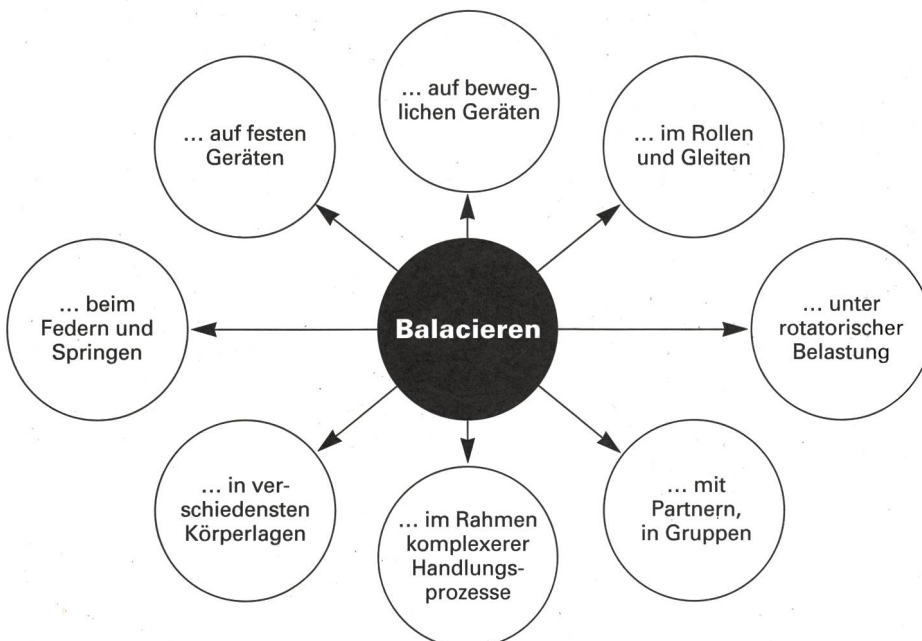 ... auf beweg-
lichen Geräten
... auf festen
Geräten
... im Rollen
und Gleiten
... beim
Federn und
Springen
Balacieren
... unter
rotatorischer
Belastung
... in ver-
schiedensten
Körperlagen
... im Rahmen
komplexerer
Handlungs-
prozesse
... mit
Partnern,
in Gruppen